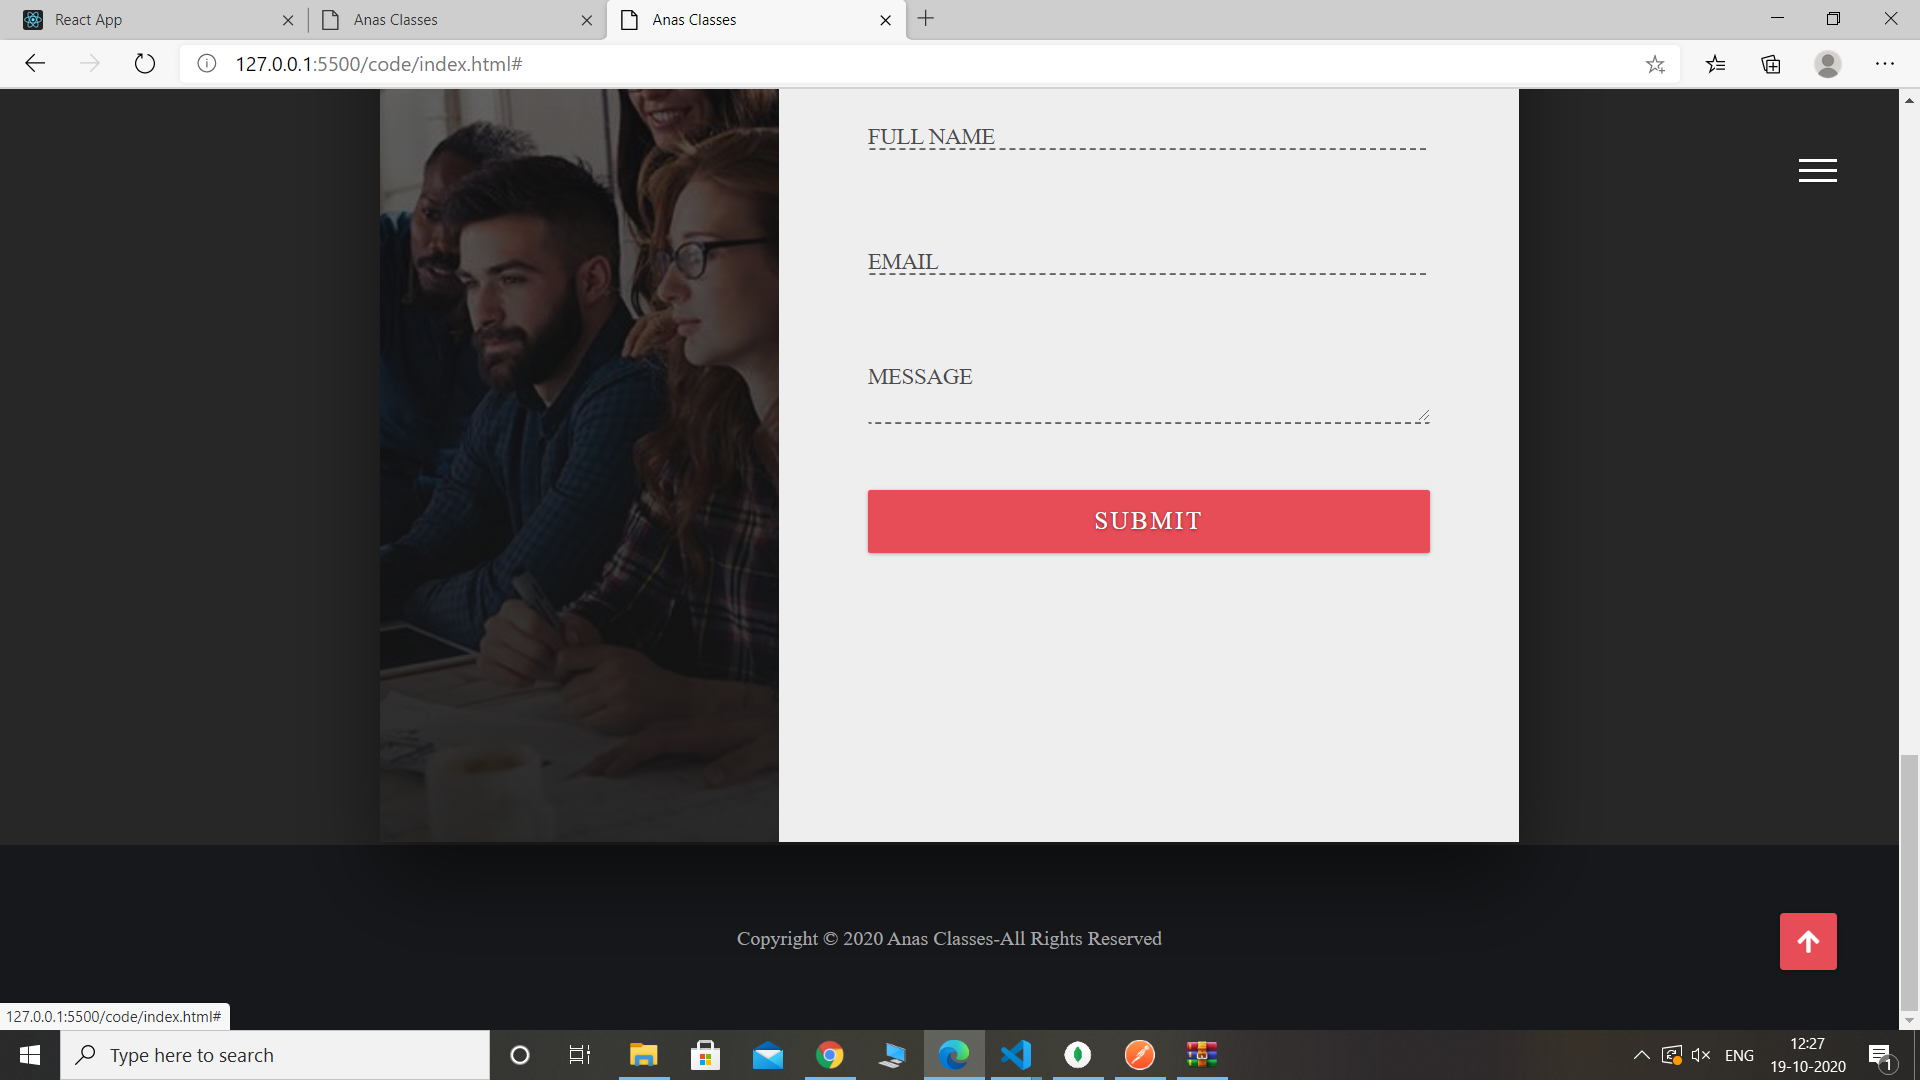 React App
Anas Classes
Anas Classes
127.0.0.1:5500/code/index.html#
FULL NAME
EMAIL
MESSAGE
SUBMIT
Copyright © 2020 Anas Classes-All Rights Reserved
127.0.0.1:5500/code/index.html#
Type here to search
ENG
12:27
19-10-2020
1